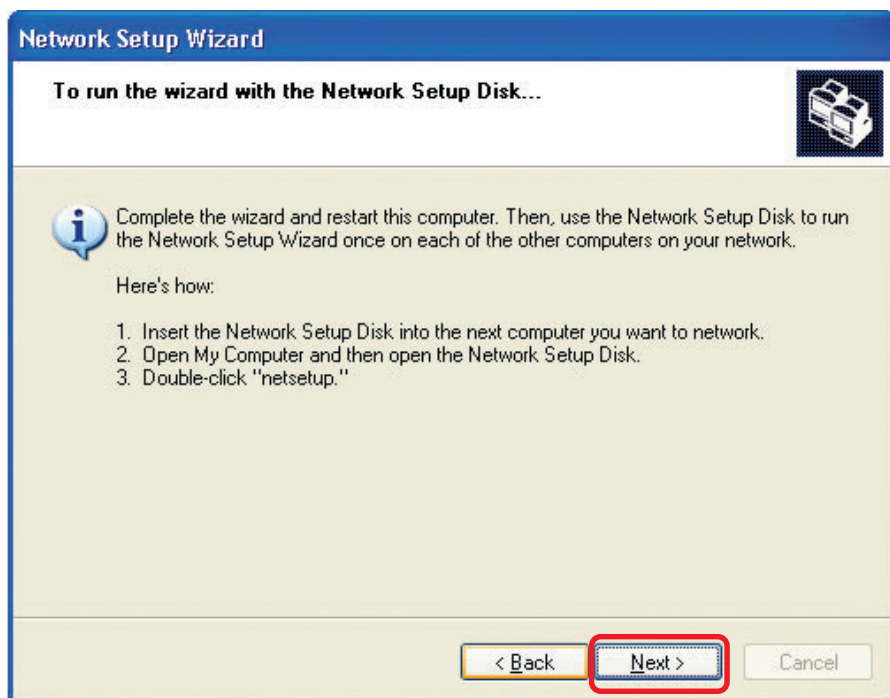 Network Setup Wizard
To run the wizard with the Network Setup Disk...
Complete the wizard and restart this computer. Then, use the Network Setup Disk to run
the Network Setup Wizard once on each of the other computers on your network.
Here's how:
1. Insert the Network Setup Disk into the next computer you want to network.
2. Open My Computer and then open the Network Setup Disk.
3. Double-click "netsetup."
< Back
Next >
Cancel